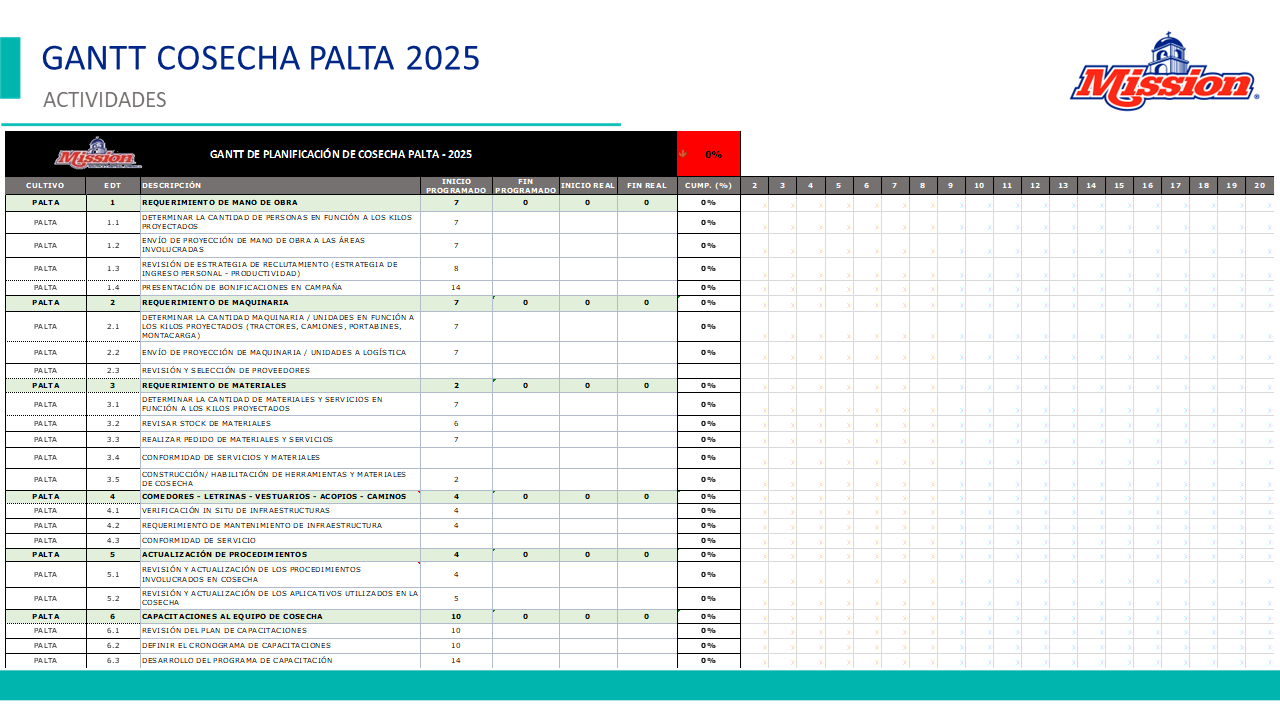 GANTT COSECHA PALTA 2025
ACTIVIDADES
Mission
Mission
GANTT DE PLANIFICACIÓN DE COSECHA PALTA - 2025
0%
CULTIVO EDT DESCRIPCIÓN INICIO PROGRAMADO FIN PROGRAMADO INICIO REAL FIN REAL CUMP. (%) 2 3 4 5 6 7 8 9 10 11 12 13 14 15 16 17 18 19 20
PALTA 1 REQUERIMIENTO DE MANO DE OBRA 7 0 0 0 0%
PALTA 1.1 DETERMINAR LA CANTIDAD DE PERSONAS EN FUNCIÓN A LOS KILOS
PROYECTADOS 7 0%
PALTA 1.2 ENVÍO DE PROYECCIÓN DE MANO DE OBRA A LAS ÁREAS
INVOLUCRADAS 7 0%
PALTA 1.3 REVISIÓN DE ESTRATEGIA DE RECLUTAMIENTO (ESTRATEGIA DE
INGRESO PERSONAL - PRODUCTIVIDAD) 8 0%
PALTA 1.4 PRESENTACIÓN DE BONIFICACIONES EN CAMPAÑA 14 0%
PALTA 2 REQUERIMIENTO DE MAQUINARIA 7 0 0 0 0%
PALTA 2.1 DETERMINAR LA CANTIDAD MAQUINARIA / UNIDADES EN FUNCIÓN A
LOS KILOS PROYECTADOS (TRACTORES, CAMIONES, PORTABINES,
MONTACARGA) 7 0%
PALTA 2.2 ENVÍO DE PROYECCIÓN DE MAQUINARIA / UNIDADES A LOGÍSTICA 7 0%
PALTA 2.3 REVISIÓN Y SELECCIÓN DE PROVEEDORES 0%
PALTA 3 REQUERIMIENTO DE MATERIALES 2 0 0 0 0%
PALTA 3.1 DETERMINAR LA CANTIDAD DE MATERIALES Y SERVICIOS EN
FUNCIÓN A LOS KILOS PROYECTADOS 7 0%
PALTA 3.2 REVISAR STOCK DE MATERIALES 6 0%
PALTA 3.3 REALIZAR PEDIDO DE MATERIALES Y SERVICIOS 7 0%
PALTA 3.4 CONFORMIDAD DE SERVICIOS Y MATERIALES 0%
PALTA 3.5 CONSTRUCCIÓN/ HABILITACIÓN DE HERRAMIENTAS Y MATERIALES
DE COSECHA 2 0%
PALTA 4 COMEDORES - LETRINAS - VESTUARIOS - ACOPIOS - CAMINOS 4 0 0 0 0%
PALTA 4.1 VERIFICACIÓN IN SITU DE INFRAESTRUCTURAS 4 0%
PALTA 4.2 REQUERIMIENTO DE MANTENIMIENTO DE INFRAESTRUCTURA 4 0%
PALTA 4.3 CONFORMIDAD DE SERVICIO 0%
PALTA 5 ACTUALIZACIÓN DE PROCEDIMIENTOS 4 0 0 0 0%
PALTA 5.1 REVISIÓN Y ACTUALIZACIÓN DE LOS PROCEDIMIENTOS
INVOLUCRADOS EN COSECHA 4 0%
PALTA 5.2 REVISIÓN Y ACTUALIZACIÓN DE LOS APLICATIVOS UTILIZADOS EN LA
COSECHA 5 0%
PALTA 6 CAPACITACIONES AL EQUIPO DE COSECHA 10 0 0 0 0%
PALTA 6.1 REVISIÓN DEL PLAN DE CAPACITACIONES 10 0%
PALTA 6.2 DEFINIR EL CRONOGRAMA DE CAPACITACIONES 10 0%
PALTA 6.3 DESARROLLO DEL PROGRAMA DE CAPACITACIÓN 14 0%